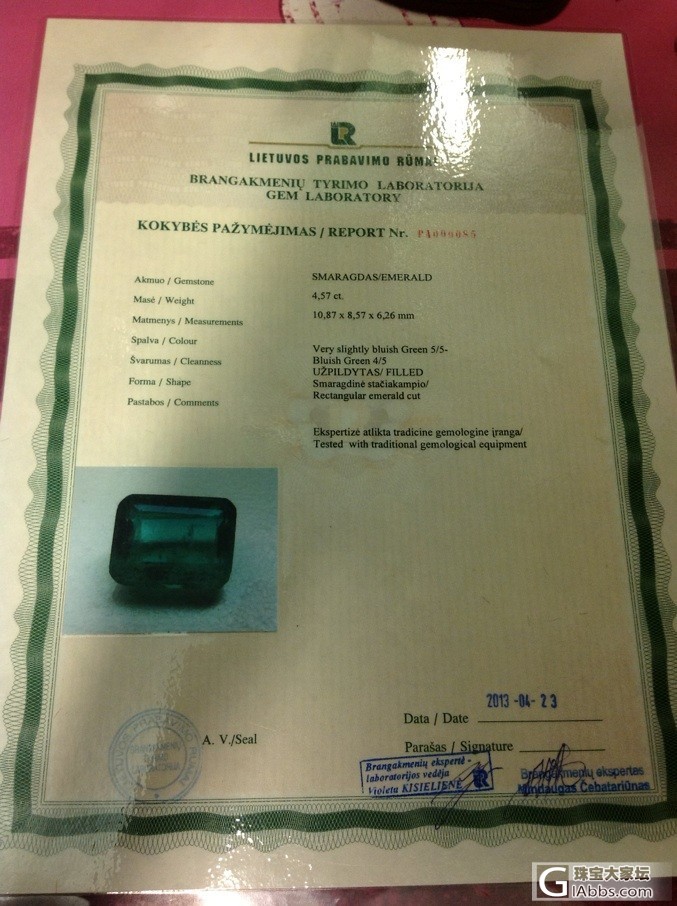 LR
LIETUVOS PRABAVIMO RŪMAI
BRANGAKMENIŲ TYRIMO LABORATORIJA
GEM LABORATORY
KOKYBĖS PAŽYMĖJIMAS / REPORT Nr. PA000085
Akmuo / Gemstone SMARAGDAS/EMERALD
Masė / Weight 4,57 ct.
Matmenys / Measurements 10,87 x 8,57 x 6,26 mm
Spalva / Colour Very slightly bluish Green 5/5-
Švarumas / Cleanness Bluish Green 4/5
UŽPILDYTAS/ FILLED
Forma / Shape Smaragdinė stačiakampio/
Pastabos / Comments Rectangular emerald cut
Ekspertizė atlikta tradicine gemologine įranga/
Tested with traditional gemological equipment
2013 -04- 23
Data / Date
A. V./Seal
Parašas / Signature
Brangakmenių ekspertė -
laboratorijos vedėja
Violeta KISIELIENĖ
Brangakmenių ekspertas
Mindaugas Čebatariūnas
G 珠宝大家坛
lAbbs.com